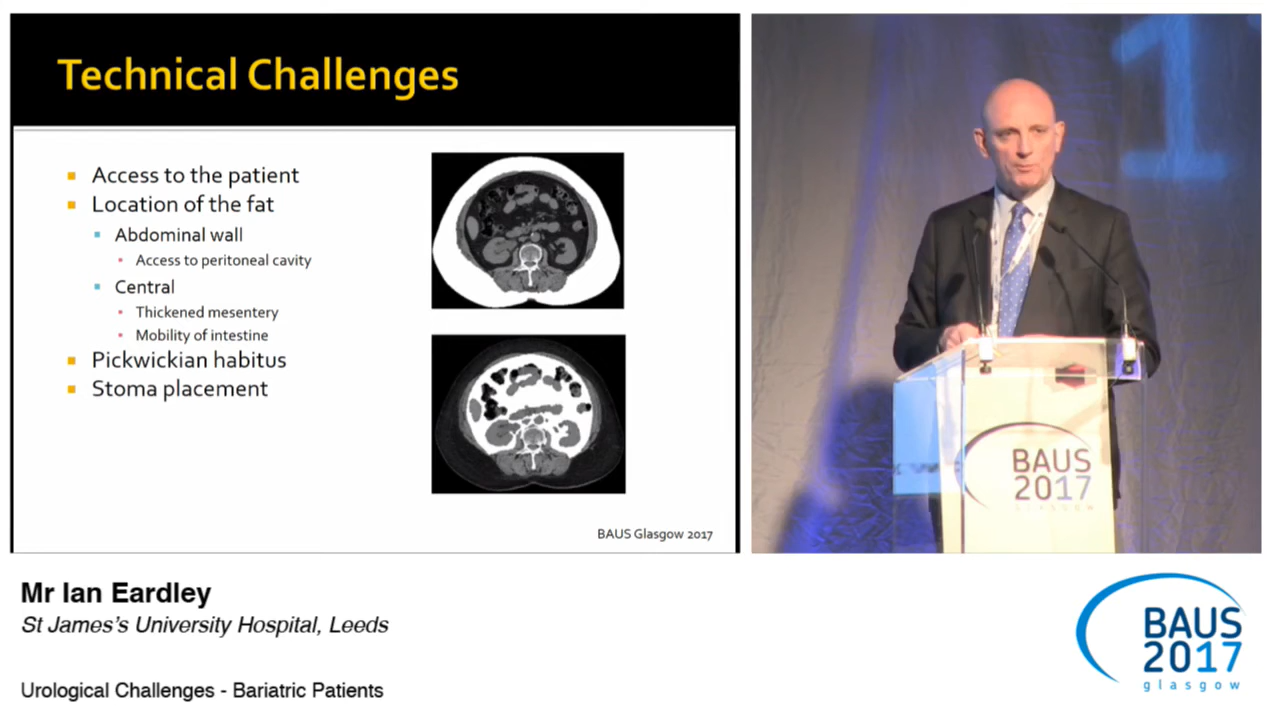 Technical Challenges
Access to the patient
Location of the fat
Abdominal wall
Access to peritoneal cavity
Central
Thickened mesentery
Mobility of intestine
Pickwickian habitus
Stoma placement
BAUS Glasgow 2017
1
BAUS
2017
Mr Ian Eardley
St James's University Hospital, Leeds
Urological Challenges - Bariatric Patients
BAUS
2017
glasgow